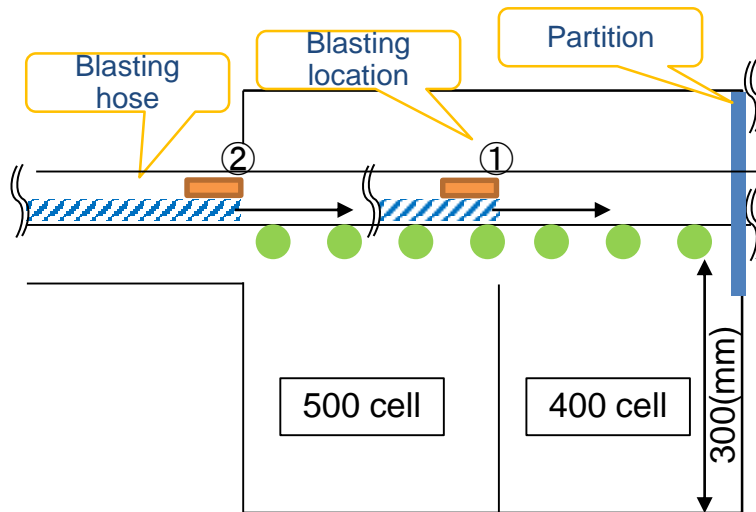 Blasting
hose
Blasting
location
Partition
②
①
500 cell
400 cell
300(mm)